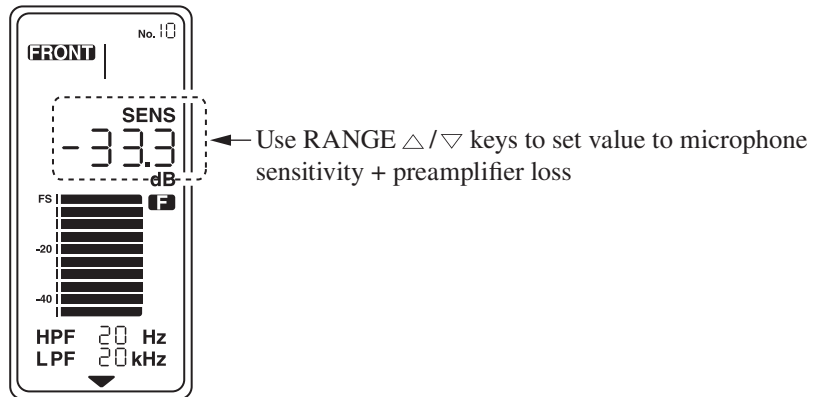 No. 10
FRONT
SENS
-33.3
dB
FS
F
-20
-40
HPF 20 Hz
LPF 20 kHz
Use RANGE △ / ▽ keys to set value to microphone
sensitivity + preamplifier loss